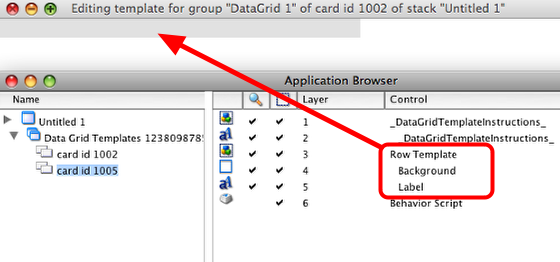 Editing template for group "DataGrid 1" of card id 1002 of stack "Untitled 1"
Application Browser
Name
Layer Control
Untitled 1
Data Grid Templates 1238098785
card id 1002
card id 1005
1 _DataGridTemplateInstructions_
2 _DataGridTemplateInstructions_
3 Row Template
4 Background
5 Label
6 Behavior Script